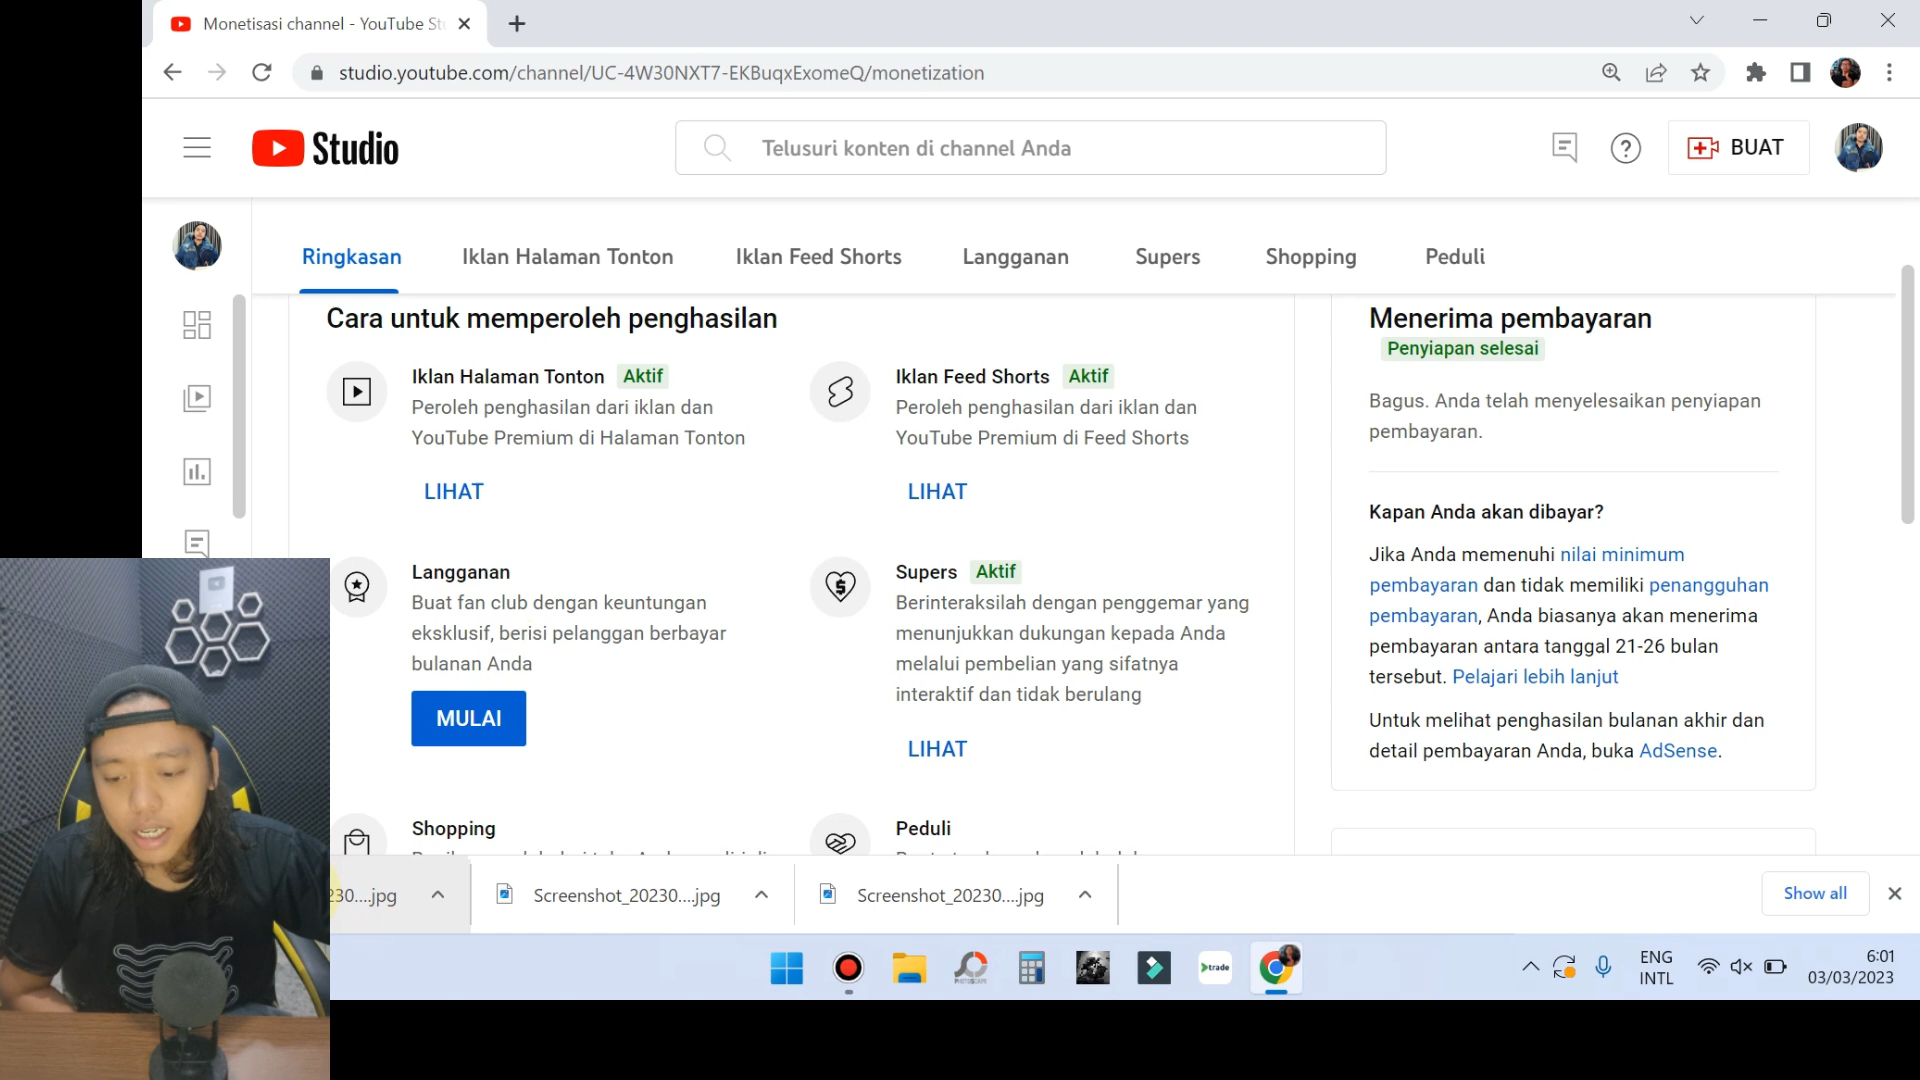 Monetisasi channel - YouTube St
studio.youtube.com/channel/UC-4W30NXT7-EKBuqxExomeQ/monetization
Studio
Telusuri konten di channel Anda
BUAT
Ringkasan
Iklan Halaman Tonton
Iklan Feed Shorts
Langganan
Supers
Shopping
Peduli
Cara untuk memperoleh penghasilan
Iklan Halaman Tonton Aktif
Peroleh penghasilan dari iklan dan
YouTube Premium di Halaman Tonton
LIHAT
Iklan Feed Shorts Aktif
Peroleh penghasilan dari iklan dan
YouTube Premium di Feed Shorts
LIHAT
Langganan
Buat fan club dengan keuntungan
eksklusif, berisi pelanggan berbayar
bulanan Anda
MULAI
Supers Aktif
Berinteraksilah dengan penggemar yang
menunjukkan dukungan kepada Anda
melalui pembelian yang sifatnya
interaktif dan tidak berulang
LIHAT
Shopping
Peduli
Menerima pembayaran
Penyiapan selesai
Bagus. Anda telah menyelesaikan penyiapan
pembayaran.
Kapan Anda akan dibayar?
Jika Anda memenuhi nilai minimum
pembayaran dan tidak memiliki penangguhan
pembayaran, Anda biasanya akan menerima
pembayaran antara tanggal 21-26 bulan
tersebut. Pelajari lebih lanjut
Untuk melihat penghasilan bulanan akhir dan
detail pembayaran Anda, buka AdSense.
230....jpg
Screenshot_20230....jpg
Screenshot_20230....jpg
Show all
PHOTOSCAPE
trade
ENG
INTL
6:01
03/03/2023